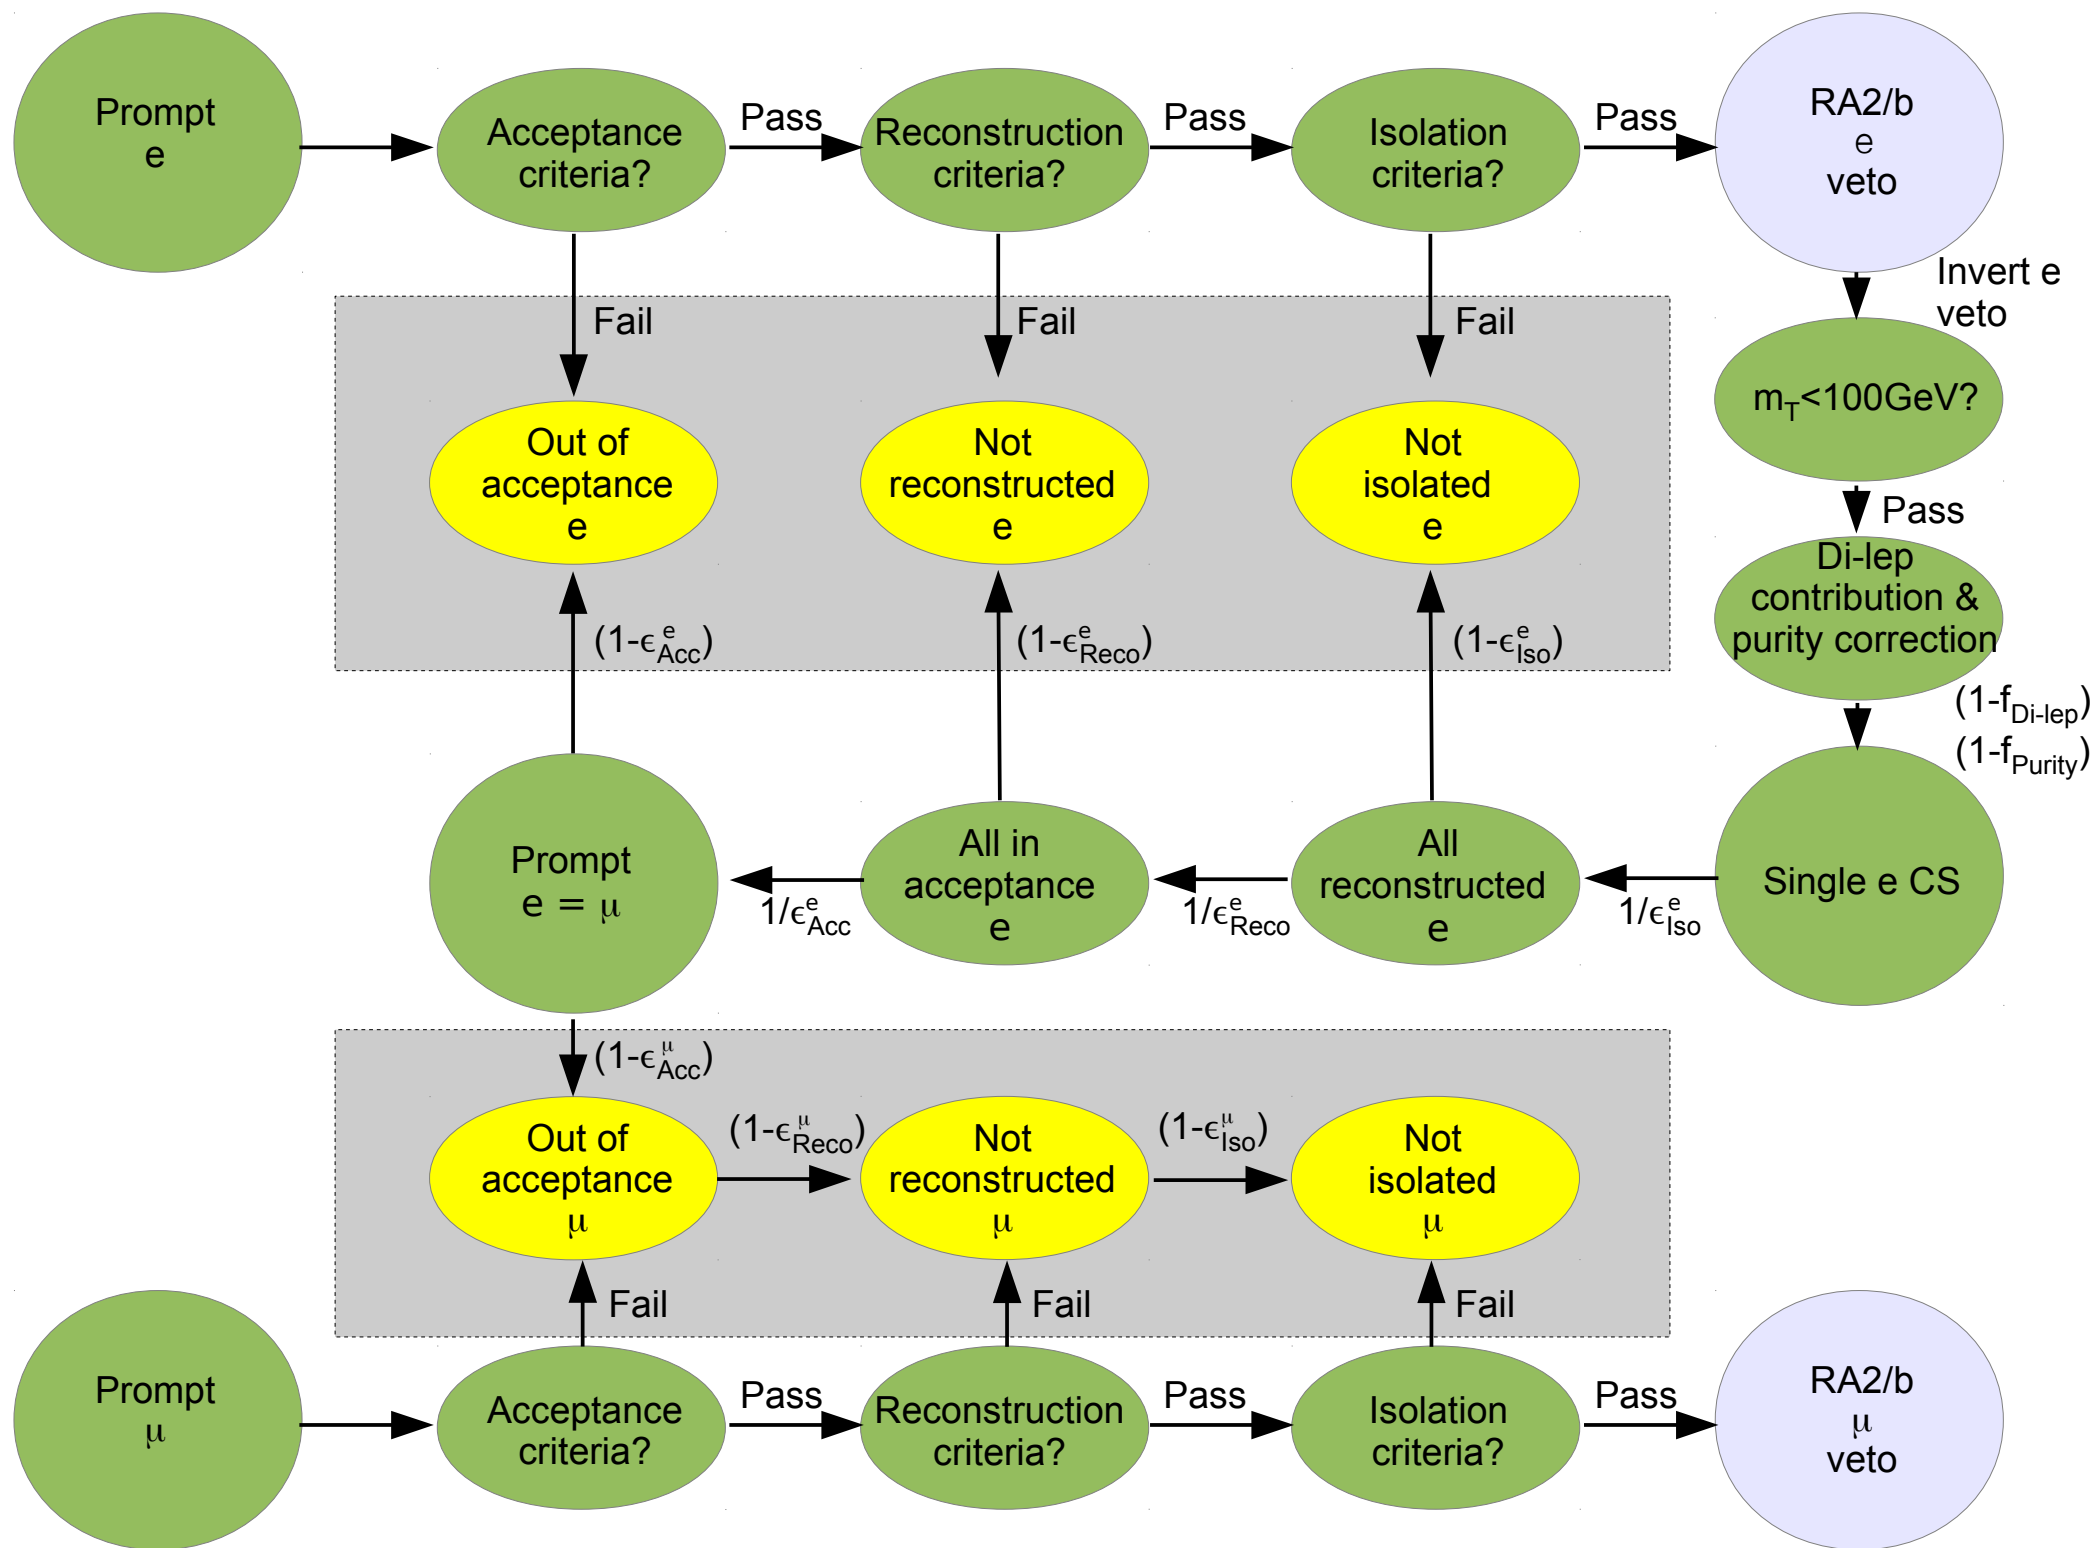 Prompt
e
Acceptance
criteria?
Pass
Reconstruction
criteria?
Pass
Isolation
criteria?
Pass
RA2/b
e
veto
Invert e
veto
Fail
Fail
Fail
m_T<100GeV?
Out of
acceptance
e
Not
reconstructed
e
Not
isolated
e
Pass
Di-lep
contribution &
purity correction
(1-ϵ^e_Acc)
(1-ϵ^e_Reco)
(1-ϵ^e_Iso)
(1-f_Di-lep)
(1-f_Purity)
Prompt
e = μ
1/ϵ^e_Acc
All in
acceptance
e
1/ϵ^e_Reco
All
reconstructed
e
1/ϵ^e_Iso
Single e CS
(1-ϵ^μ_Acc)
Out of
acceptance
μ
(1-ϵ^μ_Reco)
Not
reconstructed
μ
(1-ϵ^μ_Iso)
Not
isolated
μ
Fail
Fail
Fail
Prompt
μ
Acceptance
criteria?
Pass
Reconstruction
criteria?
Pass
Isolation
criteria?
Pass
RA2/b
μ
veto